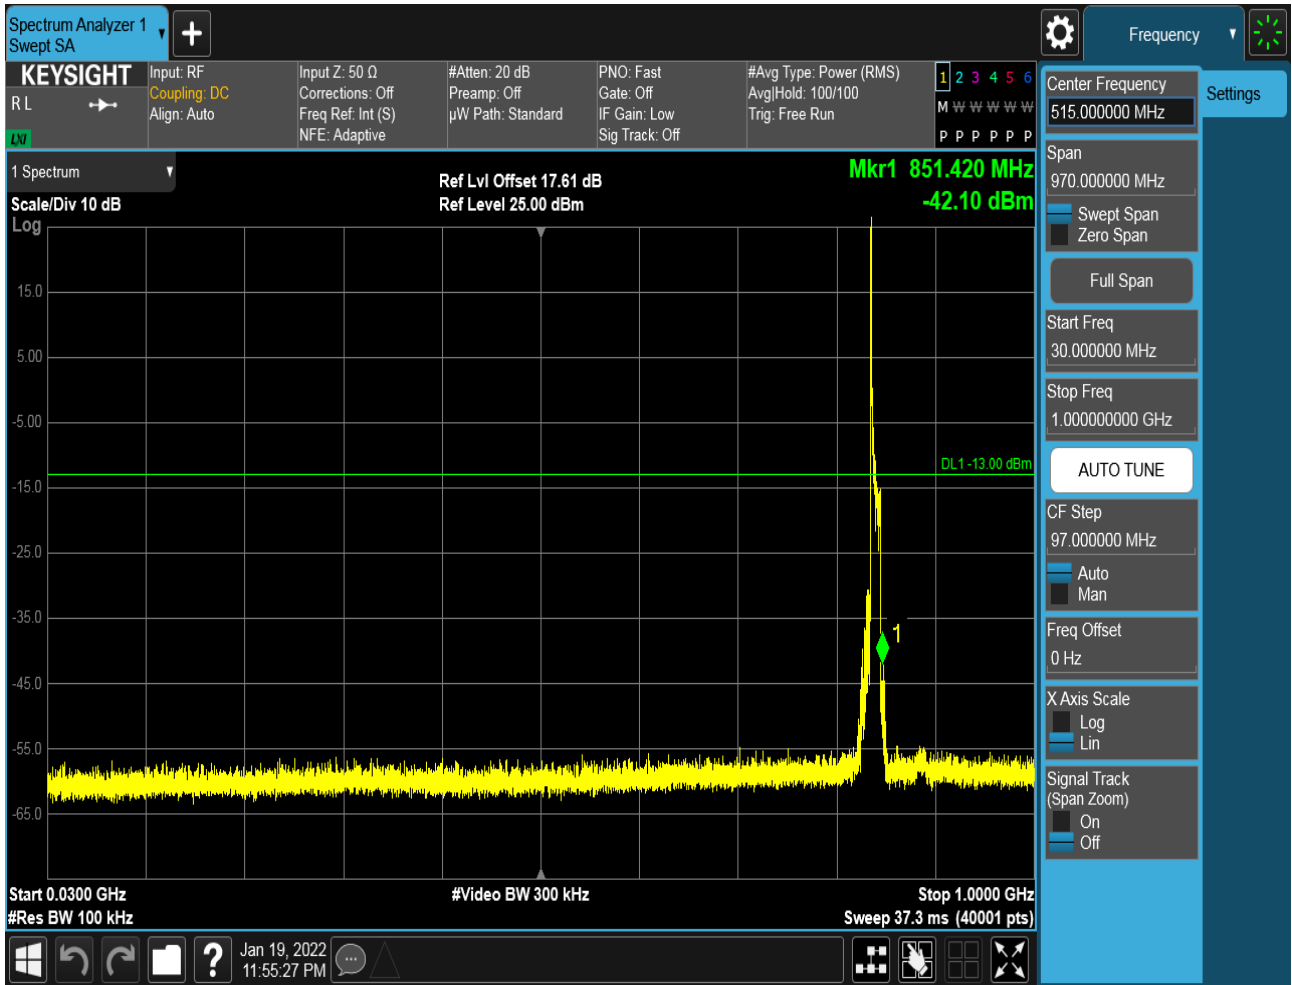 Spectrum Analyzer 1
Swept SA
Frequency
KEYSIGHT
R L
LXI
Input: RF
Coupling: DC
Align: Auto
Input Z: 50 Ω
Corrections: Off
Freq Ref: Int (S)
NFE: Adaptive
#Atten: 20 dB
Preamp: Off
µW Path: Standard
PNO: Fast
Gate: Off
IF Gain: Low
Sig Track: Off
#Avg Type: Power (RMS)
Avg|Hold: 100/100
Trig: Free Run
1 2 3 4 5 6
M W W W W W
P P P P P P
1 Spectrum
Scale/Div 10 dB
Log
Ref Lvl Offset 17.61 dB
Ref Level 25.00 dBm
Mkr1 851.420 MHz
-42.10 dBm
15.0
5.00
-5.00
-15.0
-25.0
-35.0
-45.0
-55.0
-65.0
DL1 -13.00 dBm
1
Start 0.0300 GHz
#Res BW 100 kHz
#Video BW 300 kHz
Stop 1.0000 GHz
Sweep 37.3 ms (40001 pts)
Jan 19, 2022
11:55:27 PM
?
Center Frequency
515.000000 MHz
Settings
Span
970.000000 MHz
Swept Span
Zero Span
Full Span
Start Freq
30.000000 MHz
Stop Freq
1.000000000 GHz
AUTO TUNE
CF Step
97.000000 MHz
Auto
Man
Freq Offset
0 Hz
X Axis Scale
Log
Lin
Signal Track
(Span Zoom)
On
Off